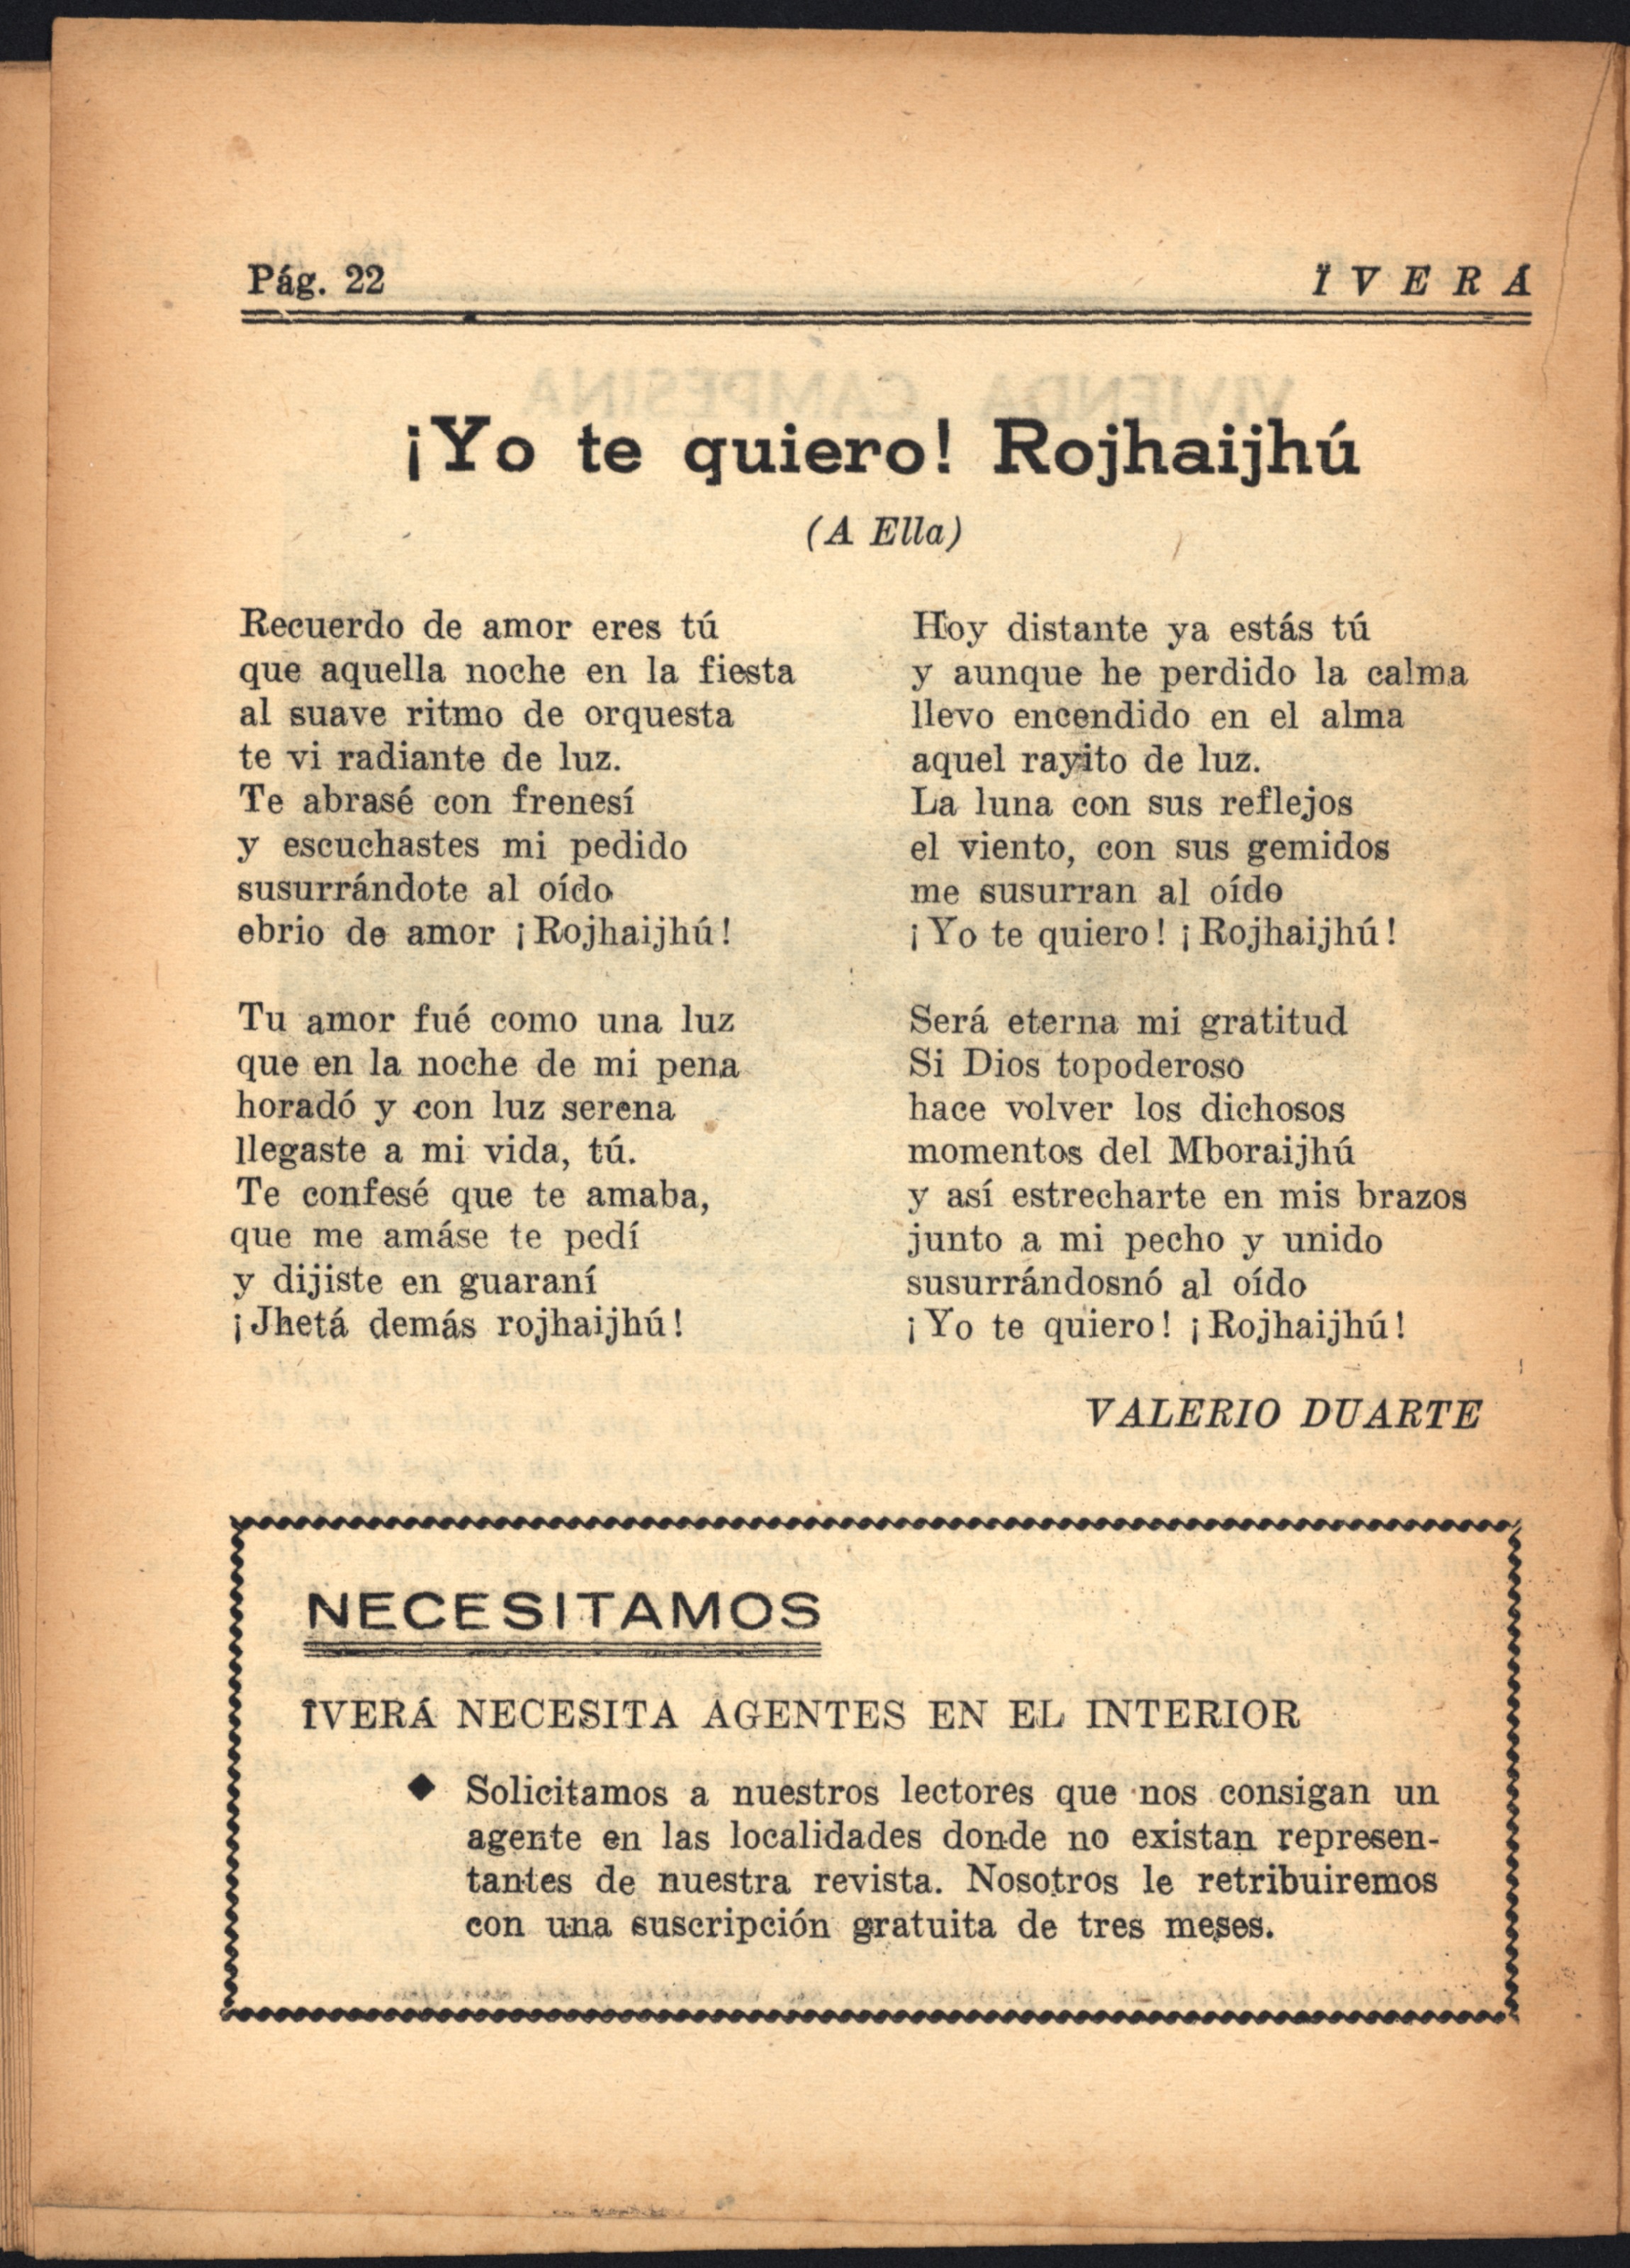 Pág. 22
ÏVERÁ
¡Yo te quiero! Rojhaijhú
(A Ella)
Recuerdo de amor eres tú
que aquella noche en la fiesta
al suave ritmo de orquesta
te vi radiante de luz.
Te abrasé con frenesí
y escuchastes mi pedido
susurrándote al oído
ebrio de amor ¡Rojhaijhú!
Tu amor fué como una luz
que en la noche de mi pena
horadó y con luz serena
llegaste a mi vida, tú.
Te confesé que te amaba,
que me amáse te pedí
y dijiste en guaraní
¡Jhetá demás rojhaijhú!
Hoy distante ya estás tú
y aunque he perdido la calma
llevo encendido en el alma
aquel rayito de luz.
La luna con sus reflejos
el viento, con sus gemidos
me susurran al oído
¡Yo te quiero! ¡Rojhaijhú!
Será eterna mi gratitud
Si Dios topoderoso
hace volver los dichosos
momentos del Mboraijhú
y así estrecharte en mis brazos
junto a mi pecho y unido
susurrándosnó al oído
¡Yo te quiero! ¡Rojhaijhú!
VALERIO DUARTE
NECESITAMOS
ÎVERÁ NECESITA AGENTES EN EL INTERIOR
◆ Solicitamos a nuestros lectores que nos consigan un
agente en las localidades donde no existan represen-
tantes de nuestra revista. Nosotros le retribuiremos
con una suscripción gratuita de tres meses.